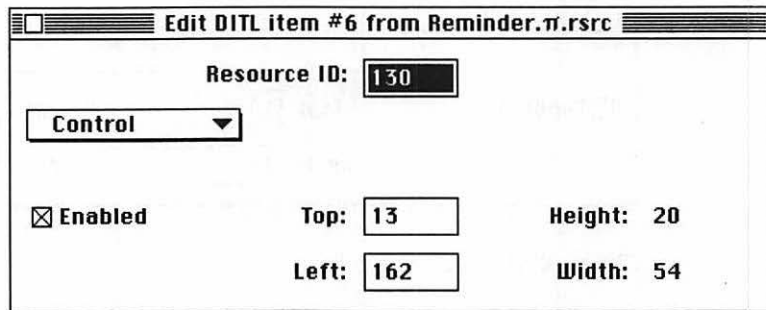 Edit DITL item #6 from Reminder.π.rsrc
Resource ID: 130
Control
Enabled Top: 13 Height: 20
Left: 162 Width: 54